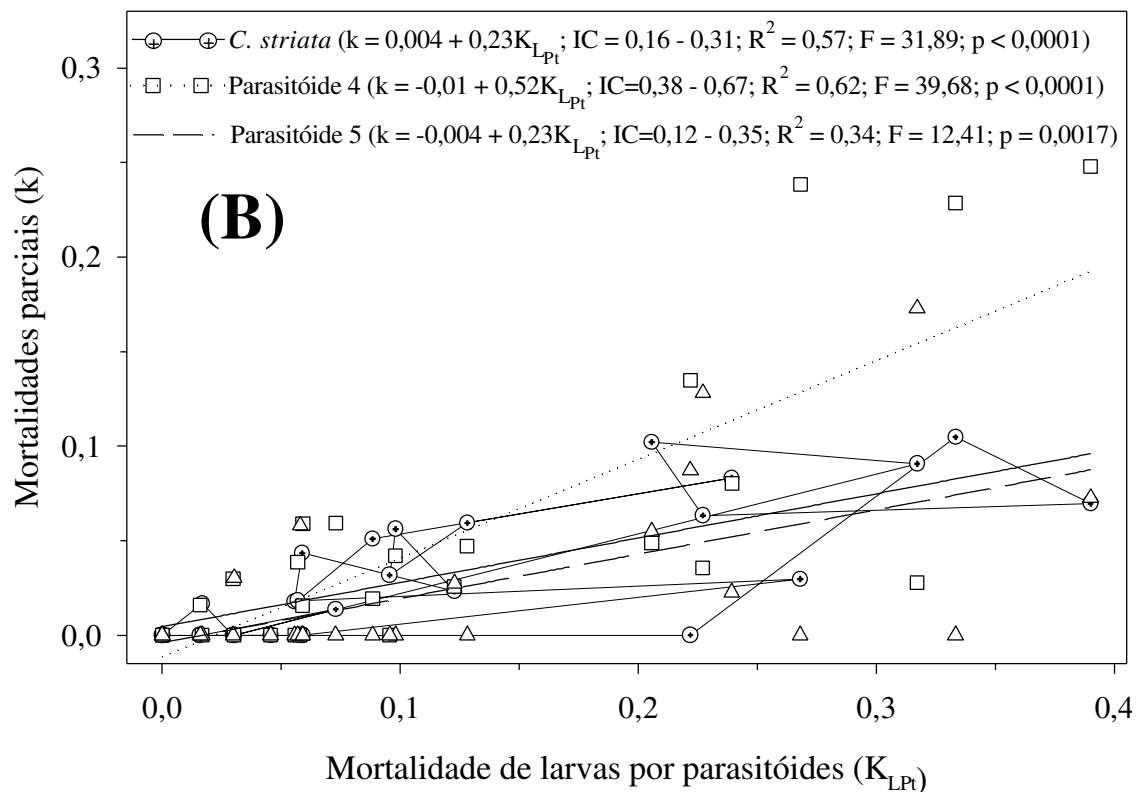 C. striata (k = 0,004 + 0,23K_LPt; IC = 0,16 - 0,31; R² = 0,57; F = 31,89; p < 0,0001)
Parasitóide 4 (k = -0,01 + 0,52K_LPt; IC=0,38 - 0,67; R² = 0,62; F = 39,68; p < 0,0001)
Parasitóide 5 (k = -0,004 + 0,23K_LPt; IC=0,12 - 0,35; R² = 0,34; F = 12,41; p = 0,0017)
(B)
Mortalidades parciais (k)
0,3
0,2
0,1
0,0
0,0 0,1 0,2 0,3 0,4
Mortalidade de larvas por parasitóides (K_LPt)